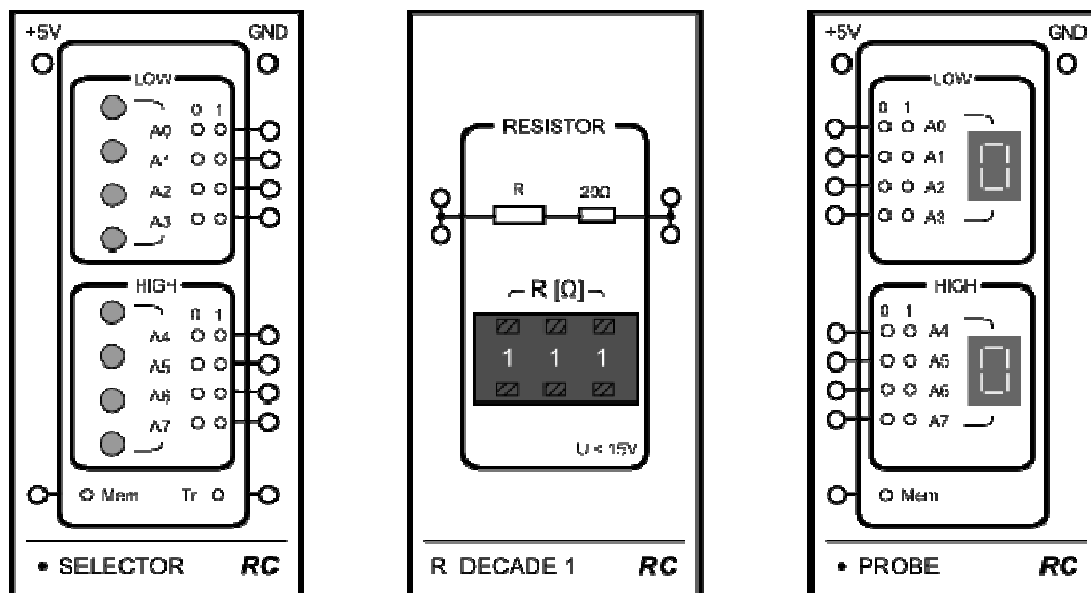 +5V GND
LOW
0 1
A0
A1
A2
A3
HIGH
0 1
A4
A5
A6
A7
Mem Tr
• SELECTOR RC
RESISTOR
R 20Ω
R [Ω]
1 1 1
U < 15V
R DECADE 1 RC
+5V GND
LOW
0 1
A0
A1
A2
A3
0
HIGH
0 1
A4
A5
A6
A7
0
Mem
• PROBE RC